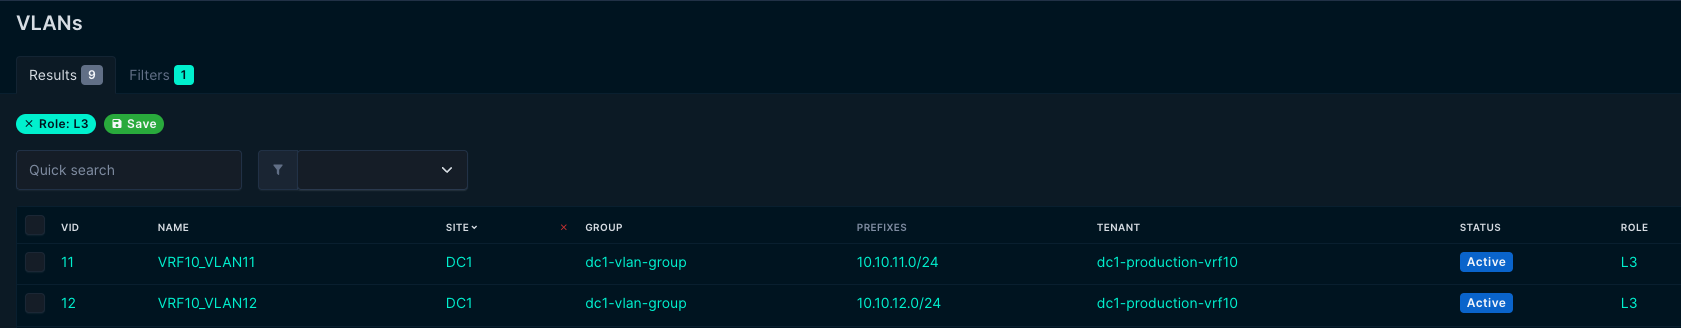 VLANs
Results 9 Filters 1
× Role: L3 Save
Quick search
VID NAME SITE × GROUP PREFIXES TENANT STATUS ROLE
11 VRF10_VLAN11 DC1 dc1-vlan-group 10.10.11.0/24 dc1-production-vrf10 Active L3
12 VRF10_VLAN12 DC1 dc1-vlan-group 10.10.12.0/24 dc1-production-vrf10 Active L3